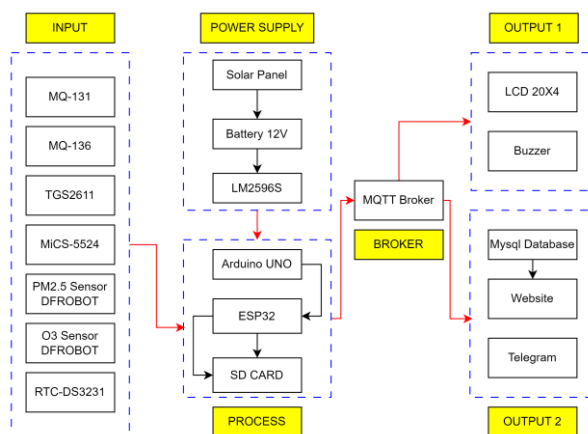 INPUT
MQ-131
MQ-136
TGS2611
MiCS-5524
PM2.5 Sensor
DFROBOT
O3 Sensor
DFROBOT
RTC-DS3231
POWER SUPPLY
Solar Panel
Battery 12V
LM2596S
Arduino UNO
ESP32
SD CARD
PROCESS
MQTT Broker
BROKER
OUTPUT 1
LCD 20X4
Buzzer
Mysql Database
Website
Telegram
OUTPUT 2